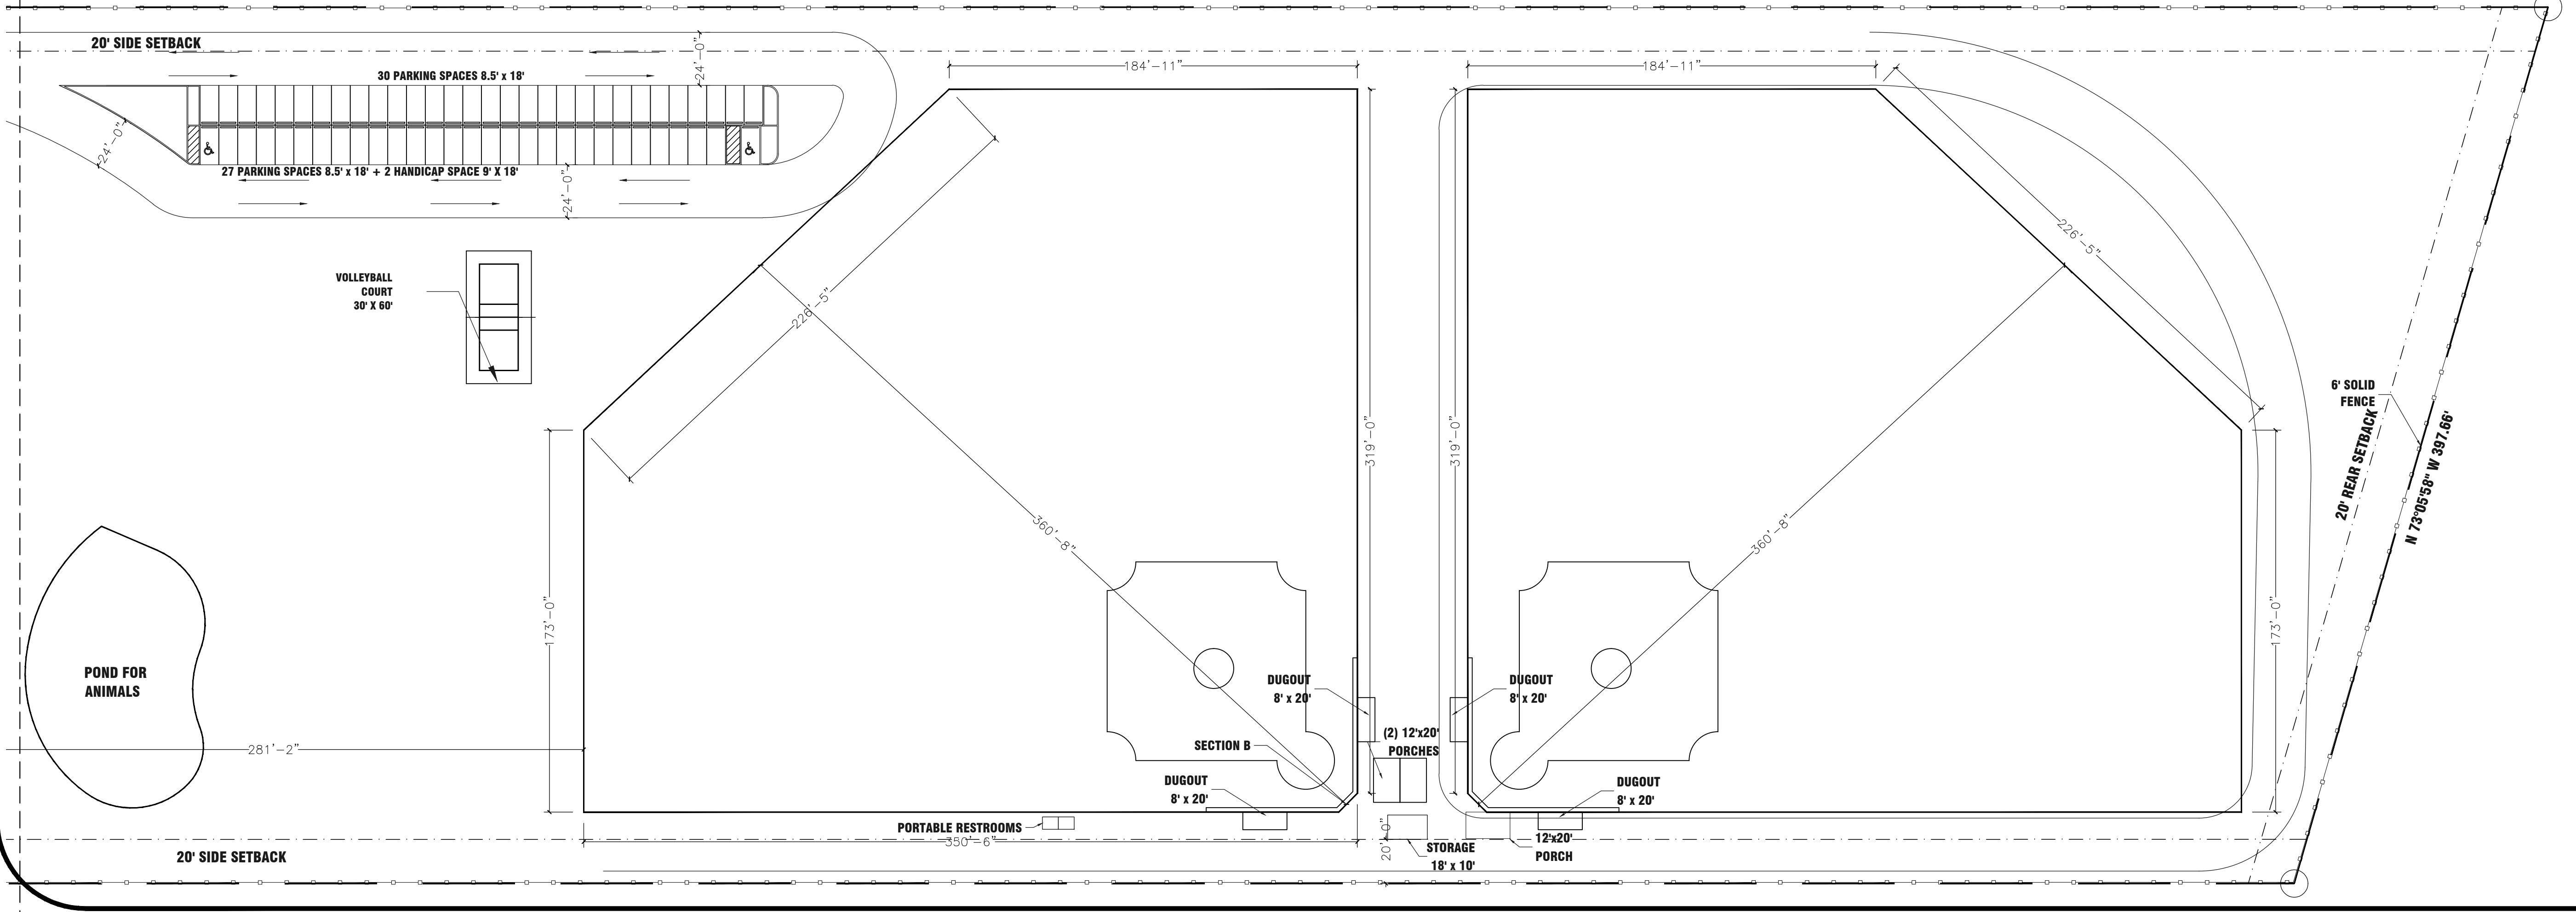 20' SIDE SETBACK
24'-0"
30 PARKING SPACES 8.5' x 18'
184'-11"
184'-11"
24'-0"
27 PARKING SPACES 8.5' x 18' + 2 HANDICAP SPACE 9' X 18'
24'-0"
226'-5"
226'-5"
VOLLEYBALL
COURT
30' X 60'
6' SOLID
FENCE
20' REAR SETBACK
N 73°05'58" W 397.66'
319'-0"
319'-0"
360'-8"
360'-8"
173'-0"
173'-0"
POND FOR
ANIMALS
DUGOUT
8' x 20'
DUGOUT
8' x 20'
281'-2"
SECTION B
(2) 12'x20'
PORCHES
DUGOUT
8' x 20'
DUGOUT
8' x 20'
PORTABLE RESTROOMS
350'-6"
20'-0"
12'x20'
PORCH
STORAGE
18' x 10'
20' SIDE SETBACK